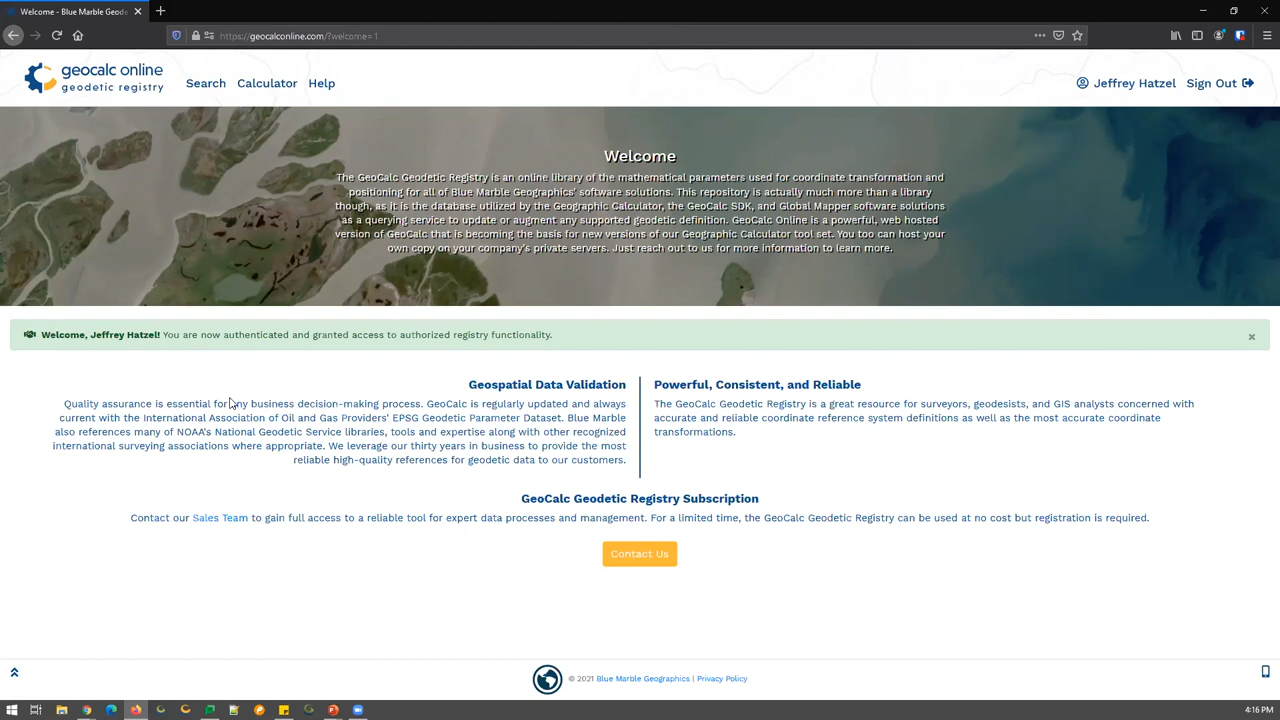 Welcome - Blue Marble Geode
https://geocalconline.com/?welcome=1
geocalc online
geodetic registry
Search Calculator Help
Jeffrey Hatzel Sign Out
Welcome
The GeoCalc Geodetic Registry is an online library of the mathematical parameters used for coordinate transformation and
positioning for all of Blue Marble Geographics' software solutions. This repository is actually much more than a library
though, as it is the database utilized by the Geographic Calculator, the GeoCalc SDK, and Global Mapper software solutions
as a querying service to update or augment any supported geodetic definition. GeoCalc Online is a powerful, web hosted
version of GeoCalc that is becoming the basis for new versions of our Geographic Calculator tool set. You too can host your
own copy on your company's private servers. Just reach out to us for more information to learn more.
Welcome, Jeffrey Hatzel! You are now authenticated and granted access to authorized registry functionality.
×
Geospatial Data Validation
Quality assurance is essential for any business decision-making process. GeoCalc is regularly updated and always
current with the International Association of Oil and Gas Providers' EPSG Geodetic Parameter Dataset. Blue Marble
also references many of NOAA's National Geodetic Service libraries, tools and expertise along with other recognized
international surveying associations where appropriate. We leverage our thirty years in business to provide the most
reliable high-quality references for geodetic data to our customers.
Powerful, Consistent, and Reliable
The GeoCalc Geodetic Registry is a great resource for surveyors, geodesists, and GIS analysts concerned with
accurate and reliable coordinate reference system definitions as well as the most accurate coordinate
transformations.
GeoCalc Geodetic Registry Subscription
Contact our Sales Team to gain full access to a reliable tool for expert data processes and management. For a limited time, the GeoCalc Geodetic Registry can be used at no cost but registration is required.
Contact Us
© 2021 Blue Marble Geographics | Privacy Policy
4:16 PM